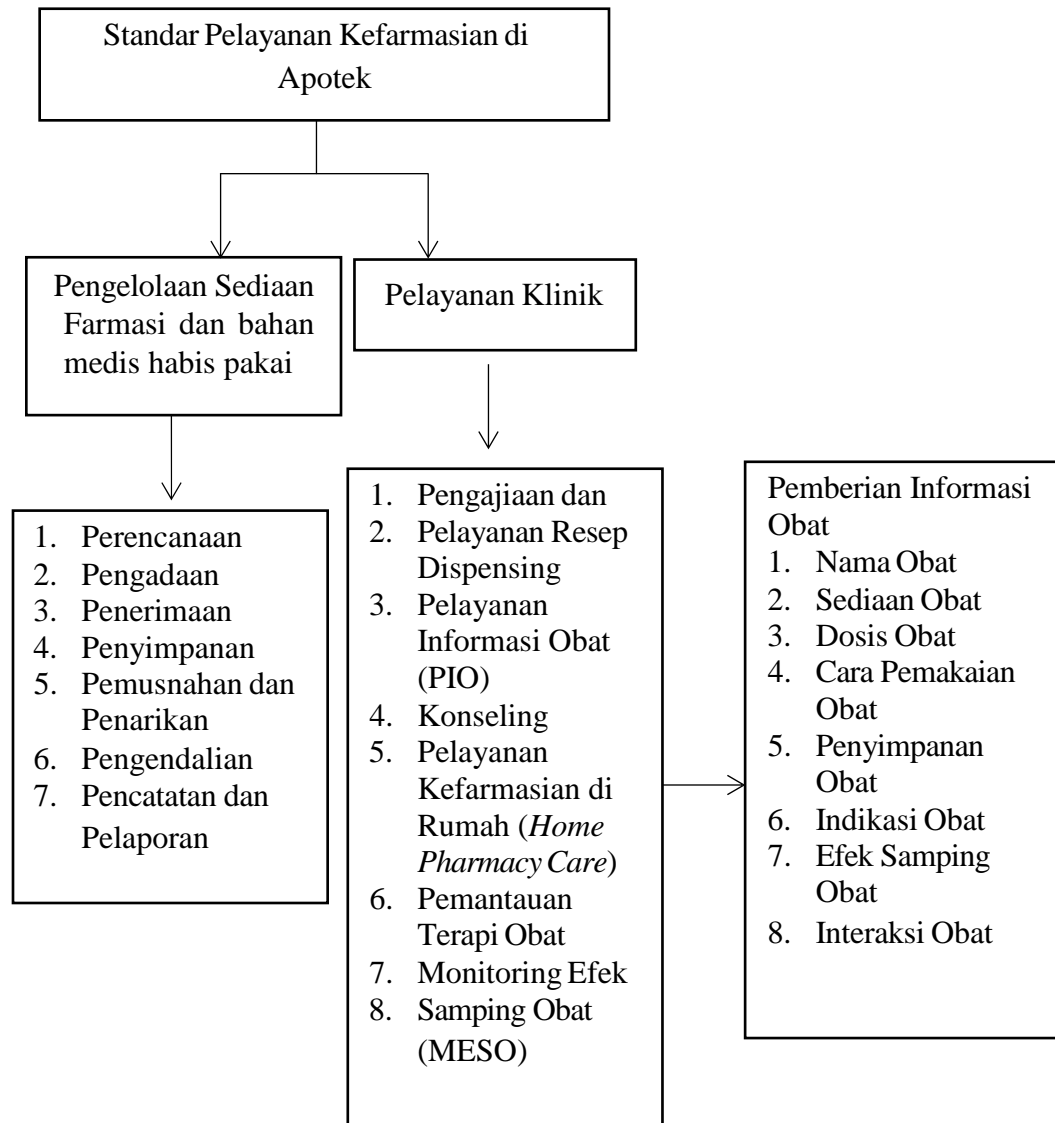 Standar Pelayanan Kefarmasian di
Apotek
Pengelolaan Sediaan
Farmasi dan bahan
medis habis pakai
Pelayanan Klinik
1. Perencanaan
2. Pengadaan
3. Penerimaan
4. Penyimpanan
5. Pemusnahan dan
Penarikan
6. Pengendalian
7. Pencatatan dan
Pelaporan
1. Pengajiaan dan
2. Pelayanan Resep
Dispensing
3. Pelayanan
Informasi Obat
(PIO)
4. Konseling
5. Pelayanan
Kefarmasian di
Rumah (Home
Pharmacy Care)
6. Pemantauan
Terapi Obat
7. Monitoring Efek
8. Samping Obat
(MESO)
Pemberian Informasi
Obat
1. Nama Obat
2. Sediaan Obat
3. Dosis Obat
4. Cara Pemakaian
Obat
5. Penyimpanan
Obat
6. Indikasi Obat
7. Efek Samping
Obat
8. Interaksi Obat